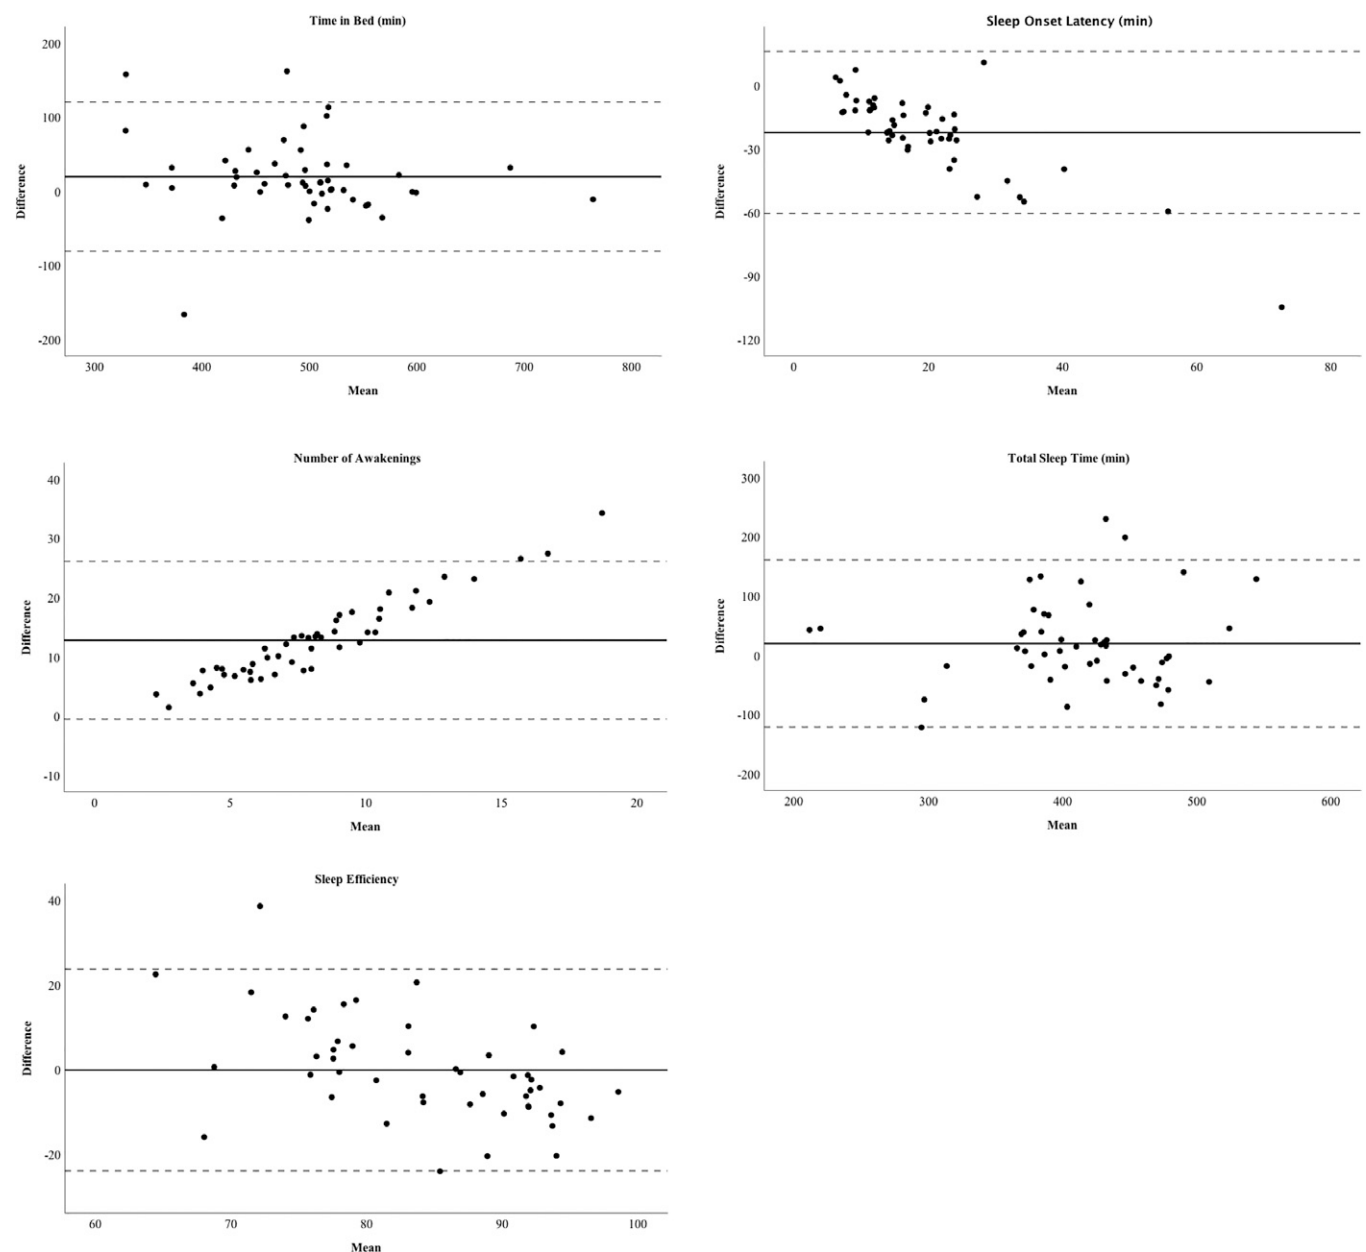 Time in Bed (min)
200
100
0
-100
-200
Difference
300 400 500 600 700 800
Mean
Sleep Onset Latency (min)
0
-30
-60
-90
-120
Difference
0 20 40 60 80
Mean
Number of Awakenings
40
30
20
10
0
-10
Difference
0 5 10 15 20
Mean
Total Sleep Time (min)
300
200
100
0
-100
-200
Difference
200 300 400 500 600
Mean
Sleep Efficiency
40
20
0
-20
Difference
60 70 80 90 100
Mean